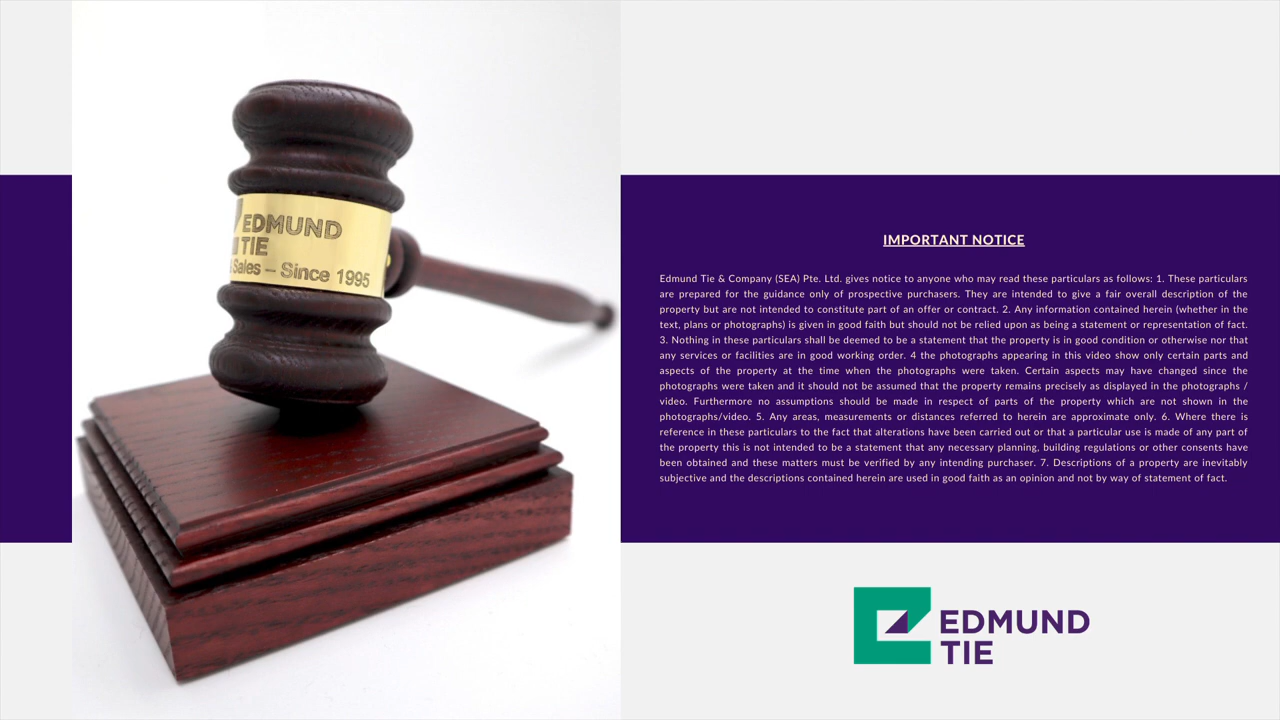 EDMUND
TIE
Sales – Since 1995
IMPORTANT NOTICE
Edmund Tie & Company (SEA) Pte. Ltd. gives notice to anyone who may read these particulars as follows: 1. These particulars
are prepared for the guidance only of prospective purchasers. They are intended to give a fair overall description of the
property but are not intended to constitute part of an offer or contract. 2. Any information contained herein (whether in the
text, plans or photographs) is given in good faith but should not be relied upon as being a statement or representation of fact.
3. Nothing in these particulars shall be deemed to be a statement that the property is in good condition or otherwise nor that
any services or facilities are in good working order. 4 the photographs appearing in this video show only certain parts and
aspects of the property at the time when the photographs were taken. Certain aspects may have changed since the
photographs were taken and it should not be assumed that the property remains precisely as displayed in the photographs /
video. Furthermore no assumptions should be made in respect of parts of the property which are not shown in the
photographs/video. 5. Any areas, measurements or distances referred to herein are approximate only. 6. Where there is
reference in these particulars to the fact that alterations have been carried out or that a particular use is made of any part of
the property this is not intended to be a statement that any necessary planning, building regulations or other consents have
been obtained and these matters must be verified by any intending purchaser. 7. Descriptions of a property are inevitably
subjective and the descriptions contained herein are used in good faith as an opinion and not by way of statement of fact.
EDMUND
TIE